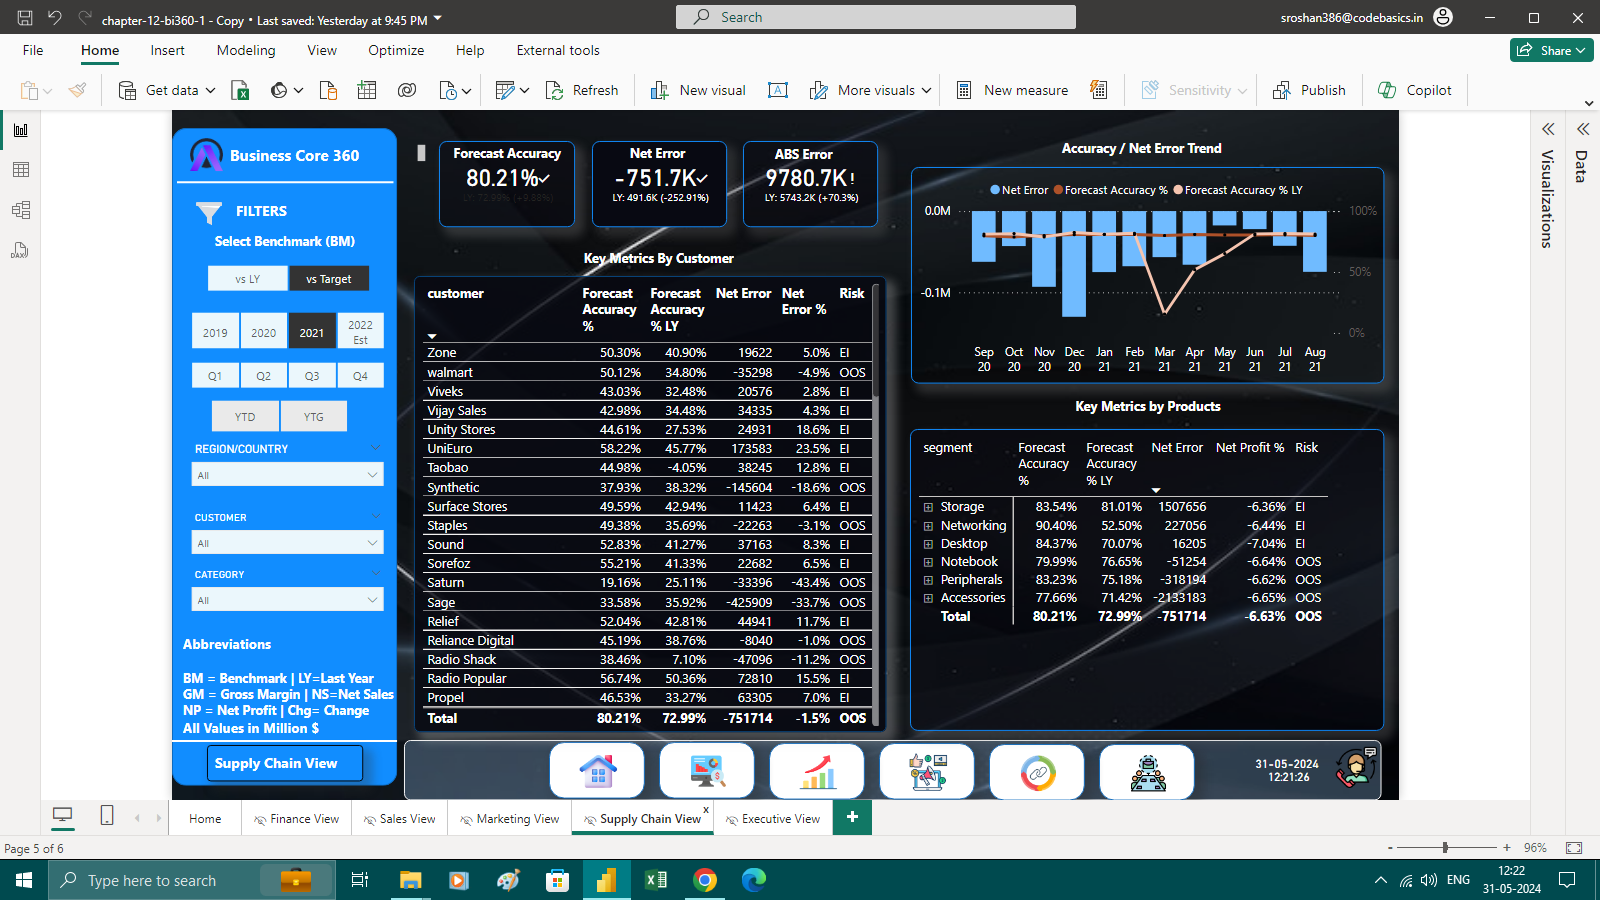 chapter-12-bi360-1 - Copy • Last saved: Yesterday at 9:45 PM
Search
sroshan386@codebasics.in
File Home Insert Modeling View Optimize Help External tools
Share
Get data Refresh New visual More visuals New measure Sensitivity Publish Copilot
Business Core 360
FILTERS
Select Benchmark (BM)
vs LY vs Target
2019 2020 2021 2022 Est
Q1 Q2 Q3 Q4
YTD YTG
REGION/COUNTRY
All
CUSTOMER
All
CATEGORY
All
Abbreviations
BM = Benchmark | LY=Last Year
GM = Gross Margin | NS=Net Sales
NP = Net Profit | Chg= Change
All Values in Million $
Supply Chain View
Forecast Accuracy
80.21%
LY: 72.99% (+9.88%)
Net Error
-751.7K
LY: 491.6K (-252.91%)
ABS Error
9780.7K!
LY: 5743.2K (+70.3%)
Key Metrics By Customer
customer Forecast Accuracy % Forecast Accuracy % LY Net Error Net Error % Risk
Zone 50.30% 40.90% 19622 5.0% EI
walmart 50.12% 34.80% -35298 -4.9% OOS
Viveks 43.03% 32.48% 20576 2.8% EI
Vijay Sales 42.98% 34.48% 34335 4.3% EI
Unity Stores 44.61% 27.53% 24931 18.6% EI
UniEuro 58.22% 45.77% 173583 23.5% EI
Taobao 44.98% -4.05% 38245 12.8% EI
Synthetic 37.93% 38.32% -145604 -18.6% OOS
Surface Stores 49.59% 42.94% 11423 6.4% EI
Staples 49.38% 35.69% -22263 -3.1% OOS
Sound 52.83% 41.27% 37163 8.3% EI
Sorefoz 55.21% 41.33% 22682 6.5% EI
Saturn 19.16% 25.11% -33396 -43.4% OOS
Sage 33.58% 35.92% -425909 -33.7% OOS
Relief 52.04% 42.81% 44941 11.7% EI
Reliance Digital 45.19% 38.76% -8040 -1.0% OOS
Radio Shack 38.46% 7.10% -47096 -11.2% OOS
Radio Popular 56.74% 50.36% 72810 15.5% EI
Propel 46.53% 33.27% 63305 7.0% EI
Total 80.21% 72.99% -751714 -1.5% OOS
Accuracy / Net Error Trend
Net Error Forecast Accuracy % Forecast Accuracy % LY
0.0M 100%
50%
-0.1M
0%
Sep Oct Nov Dec Jan Feb Mar Apr May Jun Jul Aug
20 20 20 20 21 21 21 21 21 21 21 21
Key Metrics by Products
segment Forecast Accuracy % Forecast Accuracy % LY Net Error Net Profit % Risk
Storage 83.54% 81.01% 1507656 -6.36% EI
Networking 90.40% 52.50% 227056 -6.44% EI
Desktop 84.37% 70.07% 16205 -7.04% EI
Notebook 79.99% 76.65% -51254 -6.64% OOS
Peripherals 83.23% 75.18% -318194 -6.62% OOS
Accessories 77.66% 71.42% -2133183 -6.65% OOS
Total 80.21% 72.99% -751714 -6.63% OOS
31-05-2024
12:21:26
Visualizations
Data
Home Finance View Sales View Marketing View Supply Chain View x Executive View +
Page 5 of 6
- + 96%
Type here to search
ENG
12:22
31-05-2024